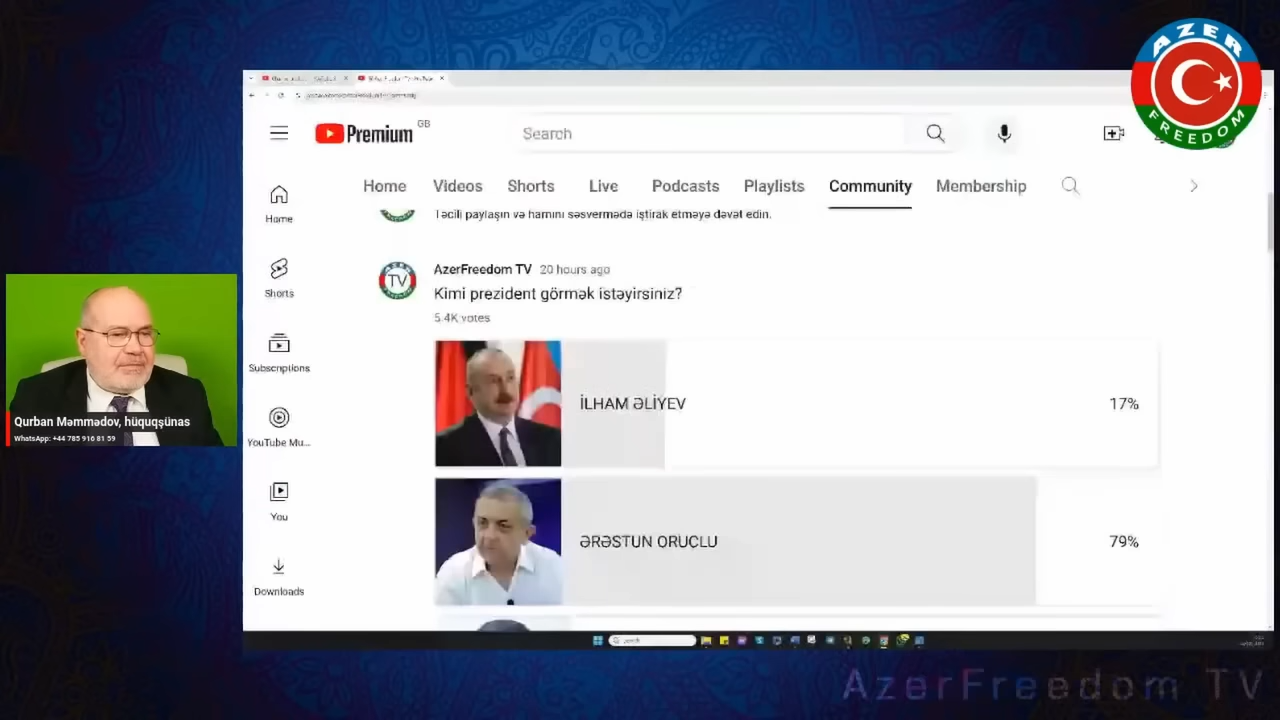 AZER
FREEDOM
Premium GB
Search
Home
Videos
Shorts
Live
Podcasts
Playlists
Community
Membership
Təcili paylaşın və hamını səsvermədə iştirak etməyə dəvət edin.
Home
Shorts
Subscriptions
YouTube Mu...
You
Downloads
TV
AzerFreedom TV 20 hours ago
Kimi prezident görmək istəyirsiniz?
5.4K votes
İLHAM ƏLİYEV 17%
ƏRƏSTUN ORUCLU 79%
Qurban Məmmədov, hüquqşünas
WhatsApp: +44 785 916 81 59
AzerFreedom TV